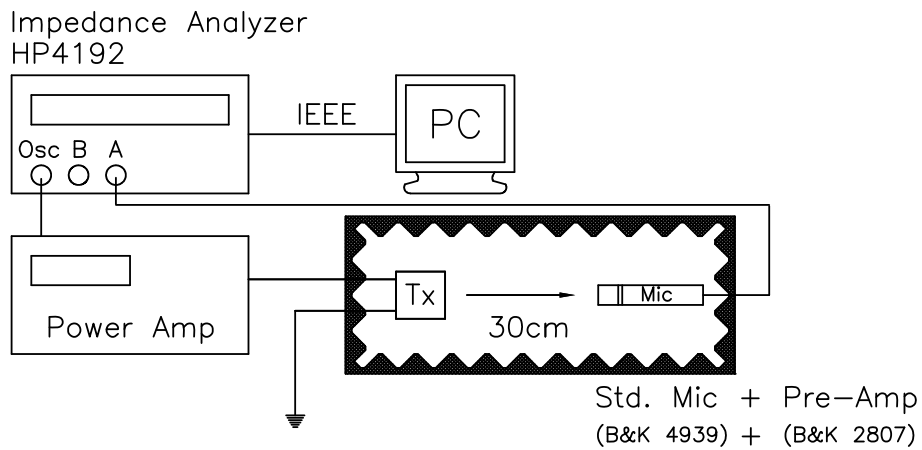 Impedance Analyzer
HP4192
IEEE
PC
Osc B A
Power Amp
Tx
Mic
30cm
Std. Mic + Pre-Amp
(B&K 4939) + (B&K 2807)